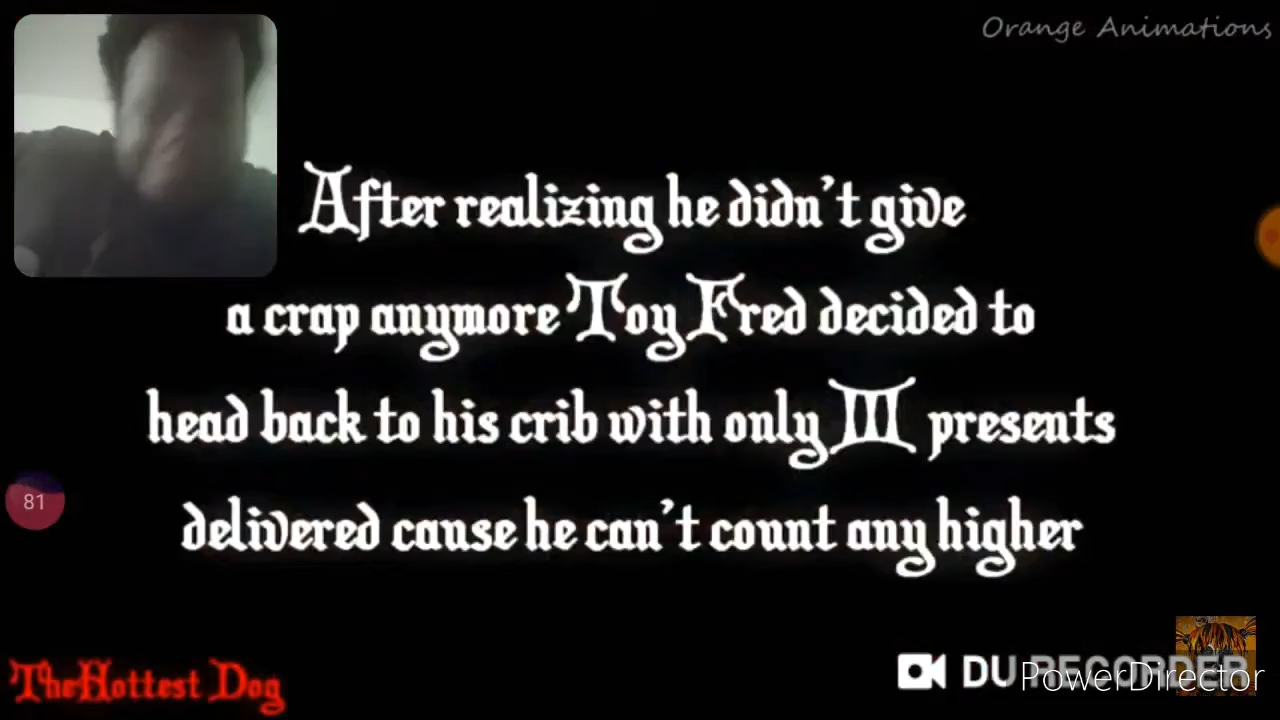 Orange Animations
After realizing he didn't give
a crap anymore Toy Fred decided to
head back to his crib with only III presents
delivered cause he can't count any higher
81
TheHottest Dog
DU RECORDER
PowerDirector